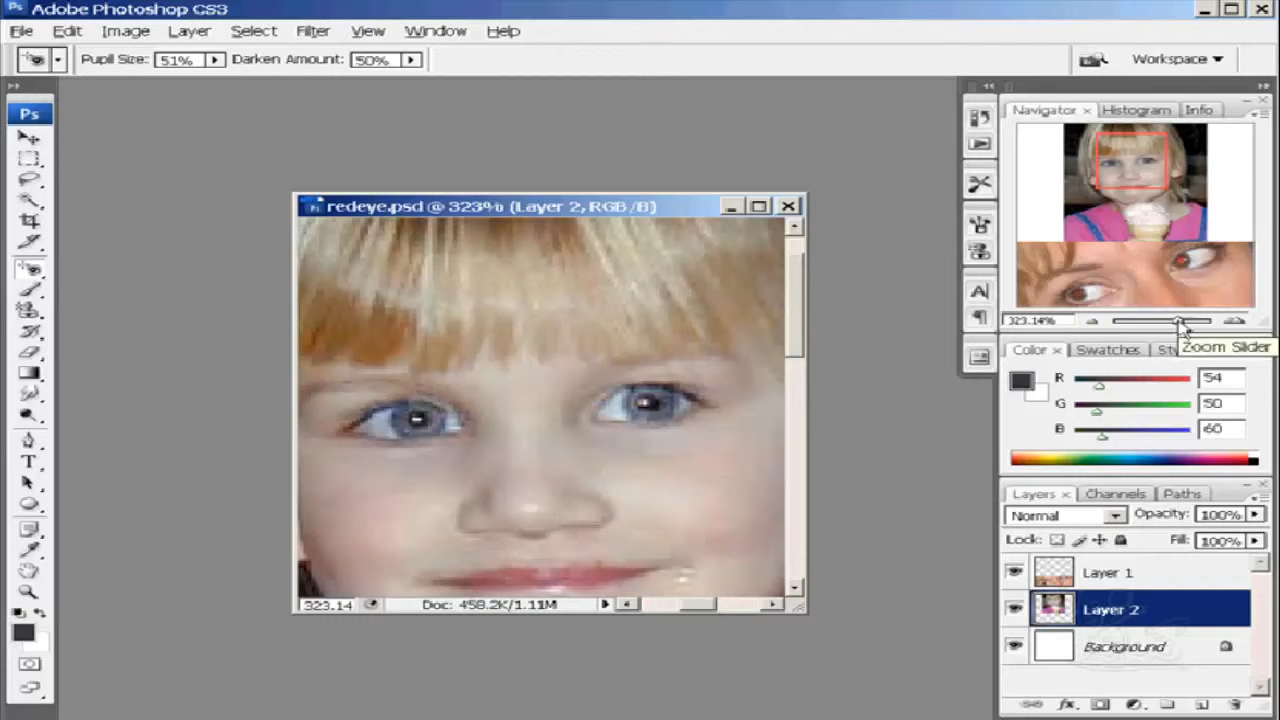 Ps Adobe Photoshop CS3
File Edit Image Layer Select Filter View Window Help
Pupil Size: 51% Darken Amount: 50% Workspace
Ps
Navigator × Histogram Info
redeye.psd @ 323% (Layer 2, RGB/8)
323.14%
Zoom Slider
Color × Swatches Sty
R 54
G 50
B 60
Layers × Channels Paths
Normal Opacity: 100%
Lock: Fill: 100%
Layer 1
Layer 2
Background
323.14 Doc: 458.2K/1.11M